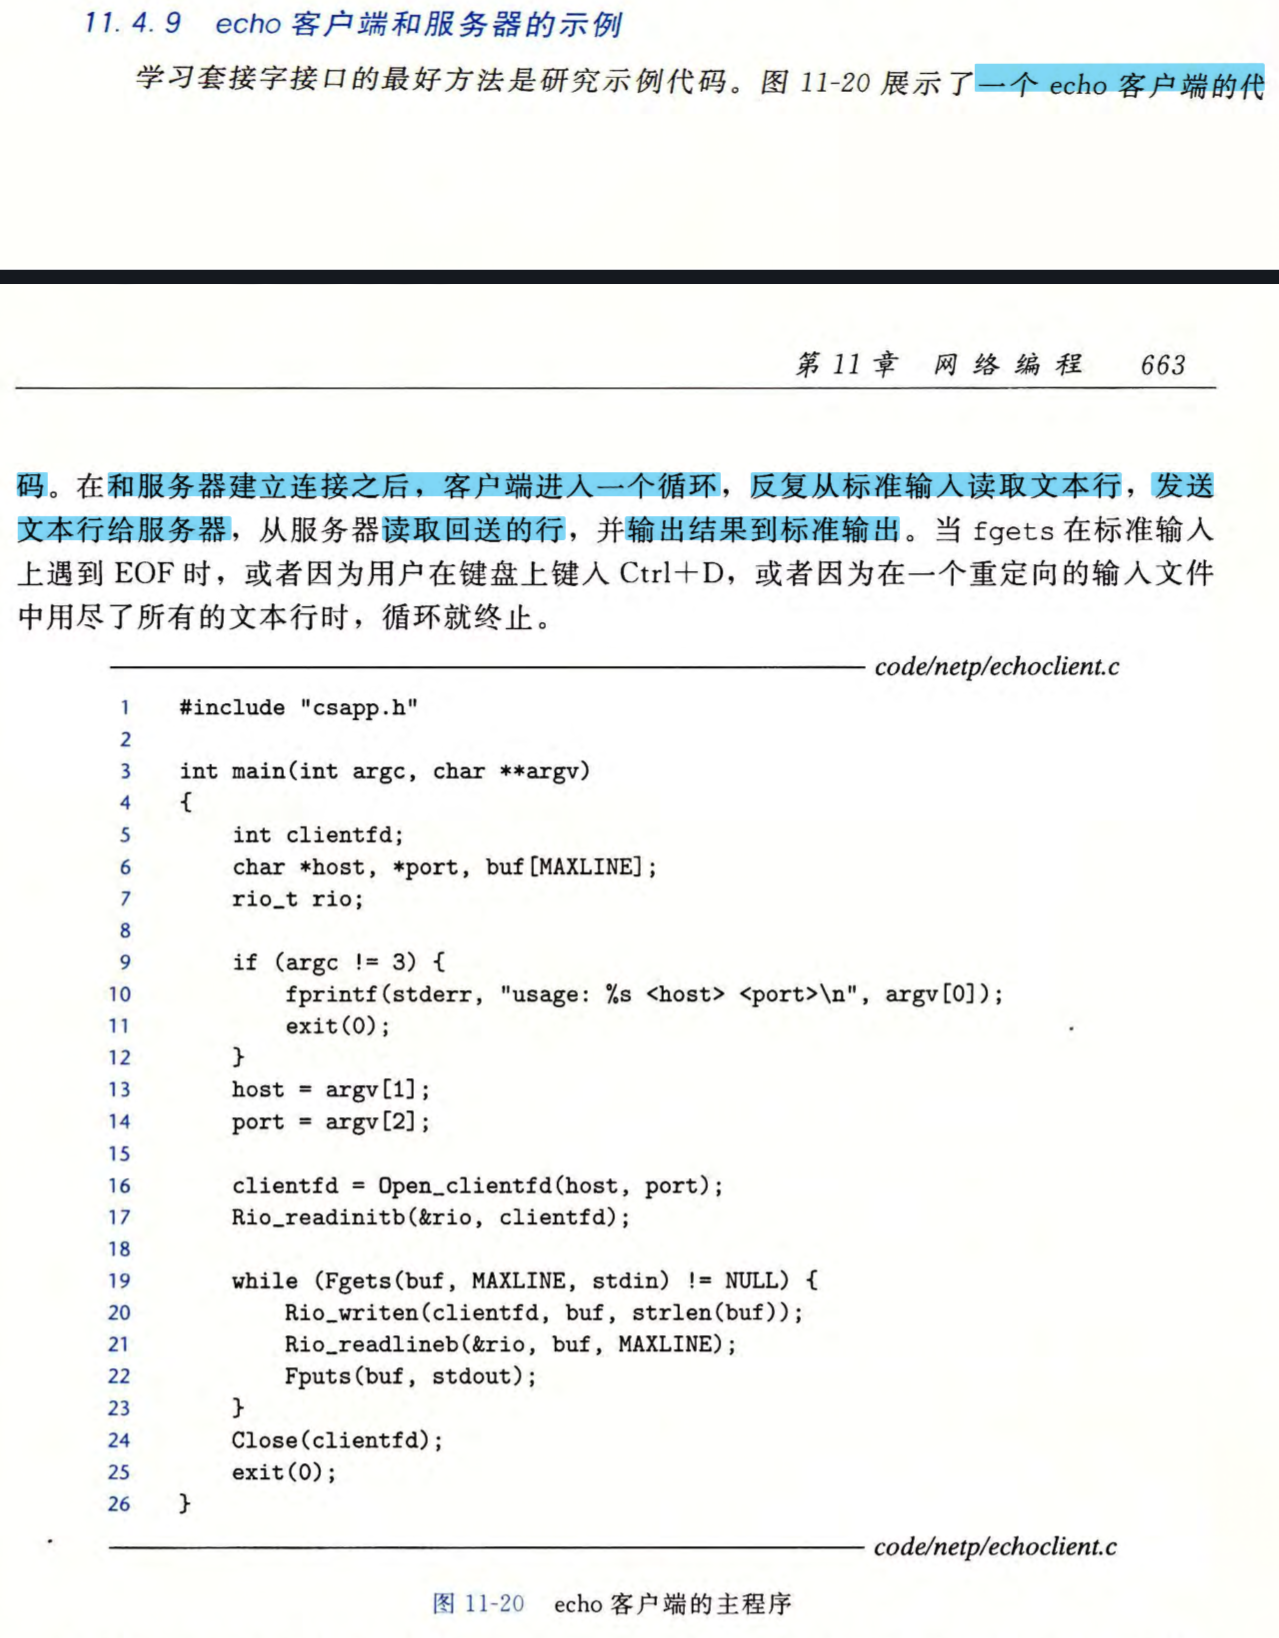 11.4.9 echo 客户端和服务器的示例
学习套接字接口的最好方法是研究示例代码。图 11-20 展示了一个 echo 客户端的代
第 11 章 网 络 编 程 663
码。在和服务器建立连接之后，客户端进入一个循环，反复从标准输入读取文本行，发送
文本行给服务器，从服务器读取回送的行，并输出结果到标准输出。当 fgets 在标准输入
上遇到 EOF 时，或者因为用户在键盘上键入 Ctrl+D，或者因为在一个重定向的输入文件
中用尽了所有的文本行时，循环就终止。
code/netp/echoclient.c
1 #include "csapp.h"
2
3 int main(int argc, char **argv)
4 {
5     int clientfd;
6     char *host, *port, buf[MAXLINE];
7     rio_t rio;
8
9     if (argc != 3) {
10         fprintf(stderr, "usage: %s <host> <port>\n", argv[0]);
11         exit(0);
12     }
13     host = argv[1];
14     port = argv[2];
15
16     clientfd = Open_clientfd(host, port);
17     Rio_readinitb(&rio, clientfd);
18
19     while (Fgets(buf, MAXLINE, stdin) != NULL) {
20         Rio_writen(clientfd, buf, strlen(buf));
21         Rio_readlineb(&rio, buf, MAXLINE);
22         Fputs(buf, stdout);
23     }
24     Close(clientfd);
25     exit(0);
26 }
code/netp/echoclient.c
图 11-20 echo 客户端的主程序